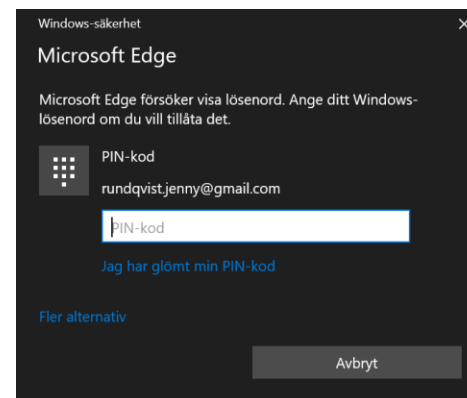 Windows-säkerhet
Microsoft Edge
Microsoft Edge försöker visa lösenord. Ange ditt Windows-
lösenord om du vill tillåta det.
PIN-kod
rundqvist.jenny@gmail.com
PIN-kod
Jag har glömt min PIN-kod
Fler alternativ
Avbryt